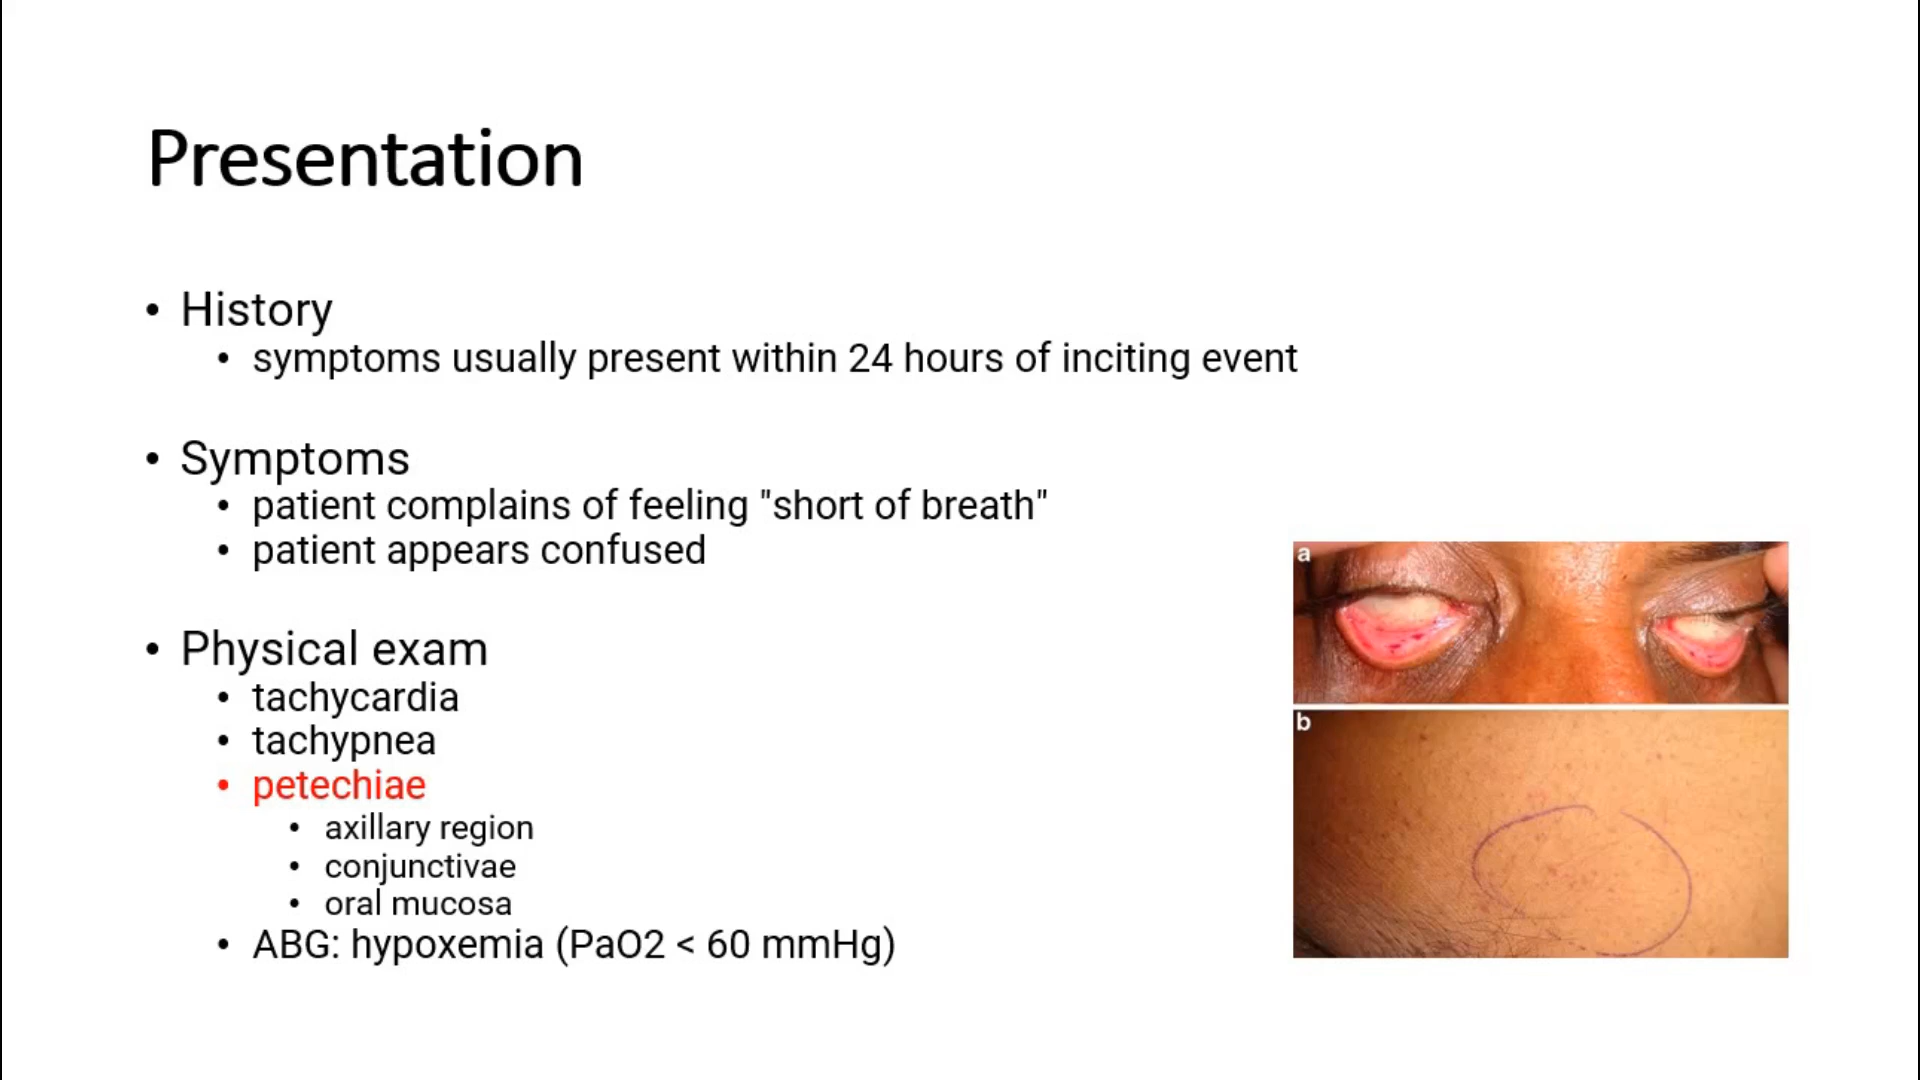 Presentation
• History
• symptoms usually present within 24 hours of inciting event
• Symptoms
• patient complains of feeling "short of breath"
• patient appears confused
• Physical exam
• tachycardia
• tachypnea
• petechiae
• axillary region
• conjunctivae
• oral mucosa
• ABG: hypoxemia (PaO2 < 60 mmHg)
a
b